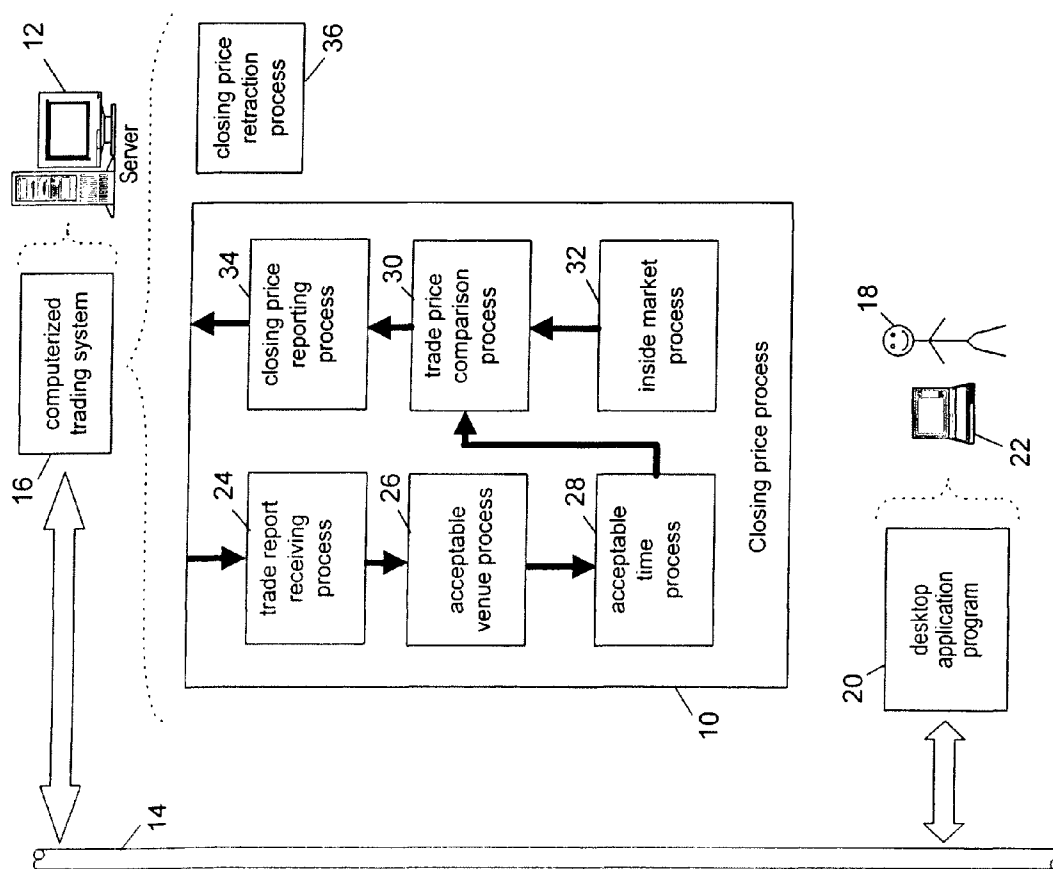 12
Server
computerized
trading system
16
14
closing price
retraction
process
36
34
closing price
reporting
process
24
trade report
receiving
process
30
trade price
comparison
process
26
acceptable
venue process
32
inside market
process
28
acceptable
time
process
Closing price process
10
18
22
20
desktop
application
program